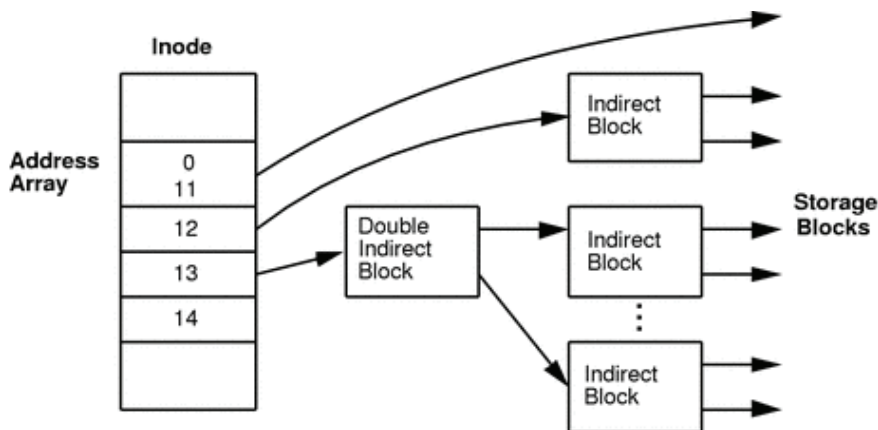 Inode
Address
Array
0
11
12
13
14
Double
Indirect
Block
Indirect
Block
Indirect
Block
Indirect
Block
Storage
Blocks